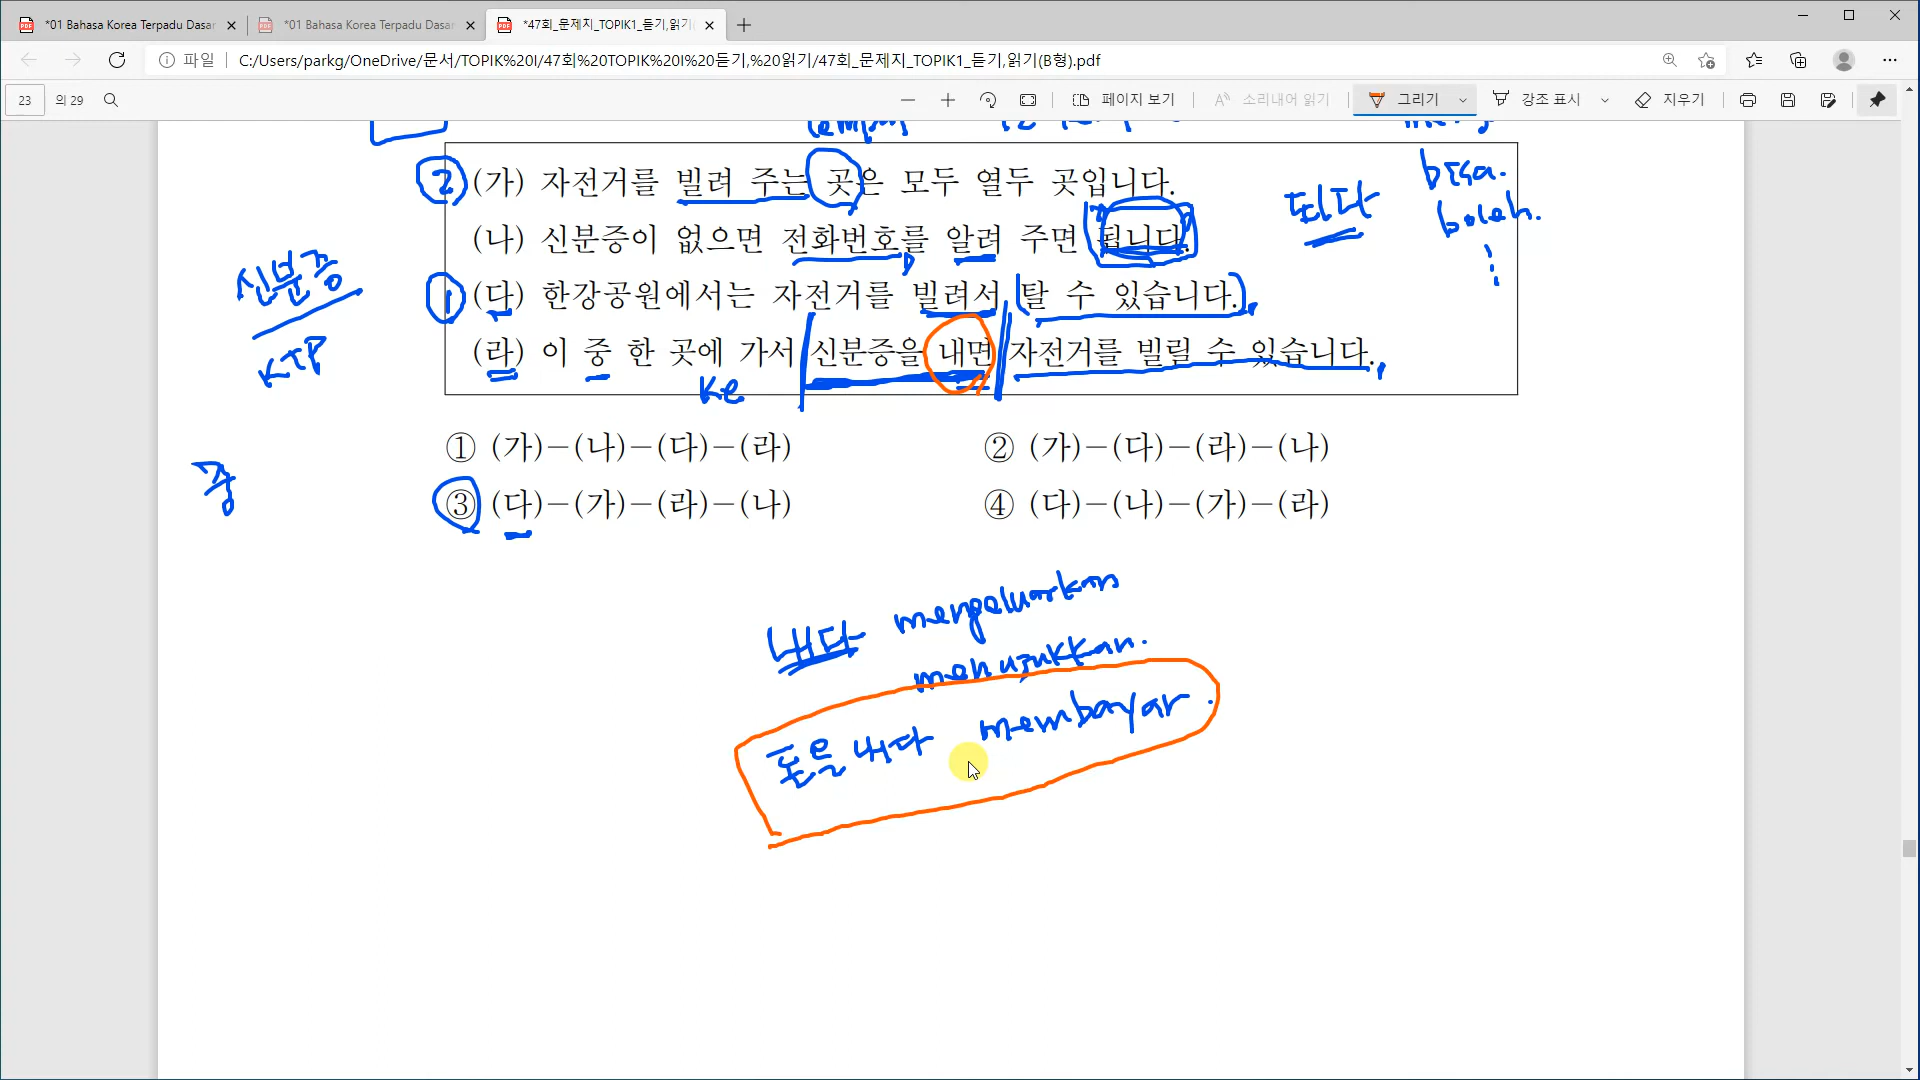 *01 Bahasa Korea Terpadu Dasar
*01 Bahasa Korea Terpadu Dasar
*47회_문제지_TOPIK1_듣기,읽기(
파일
C:/Users/parkg/OneDrive/문서/TOPIK%20I/47회%20TOPIK%20I%20듣기,%20읽기/47회_문제지_TOPIK1_듣기,읽기(B형).pdf
23 의 29
페이지 보기
소리내어 읽기
그리기
강조 표시
지우기
2 (가) 자전거를 빌려 주는 곳은 모두 열두 곳입니다.
bisa.
되다
boleh.
(나) 신분증이 없으면 전화번호를 알려 주면 됩니다.
신분증
1 (다) 한강공원에서는 자전거를 빌려서 탈 수 있습니다.
KTP
(라) 이 중 한 곳에 가서 신분증을 내면 자전거를 빌릴 수 있습니다.
ke
① (가)-(나)-(다)-(라)
② (가)-(다)-(라)-(나)
중
③ (다)-(가)-(라)-(나)
④ (다)-(나)-(가)-(라)
내다 mengeluarkan
menunjukkan.
돈을 내다 membayar.